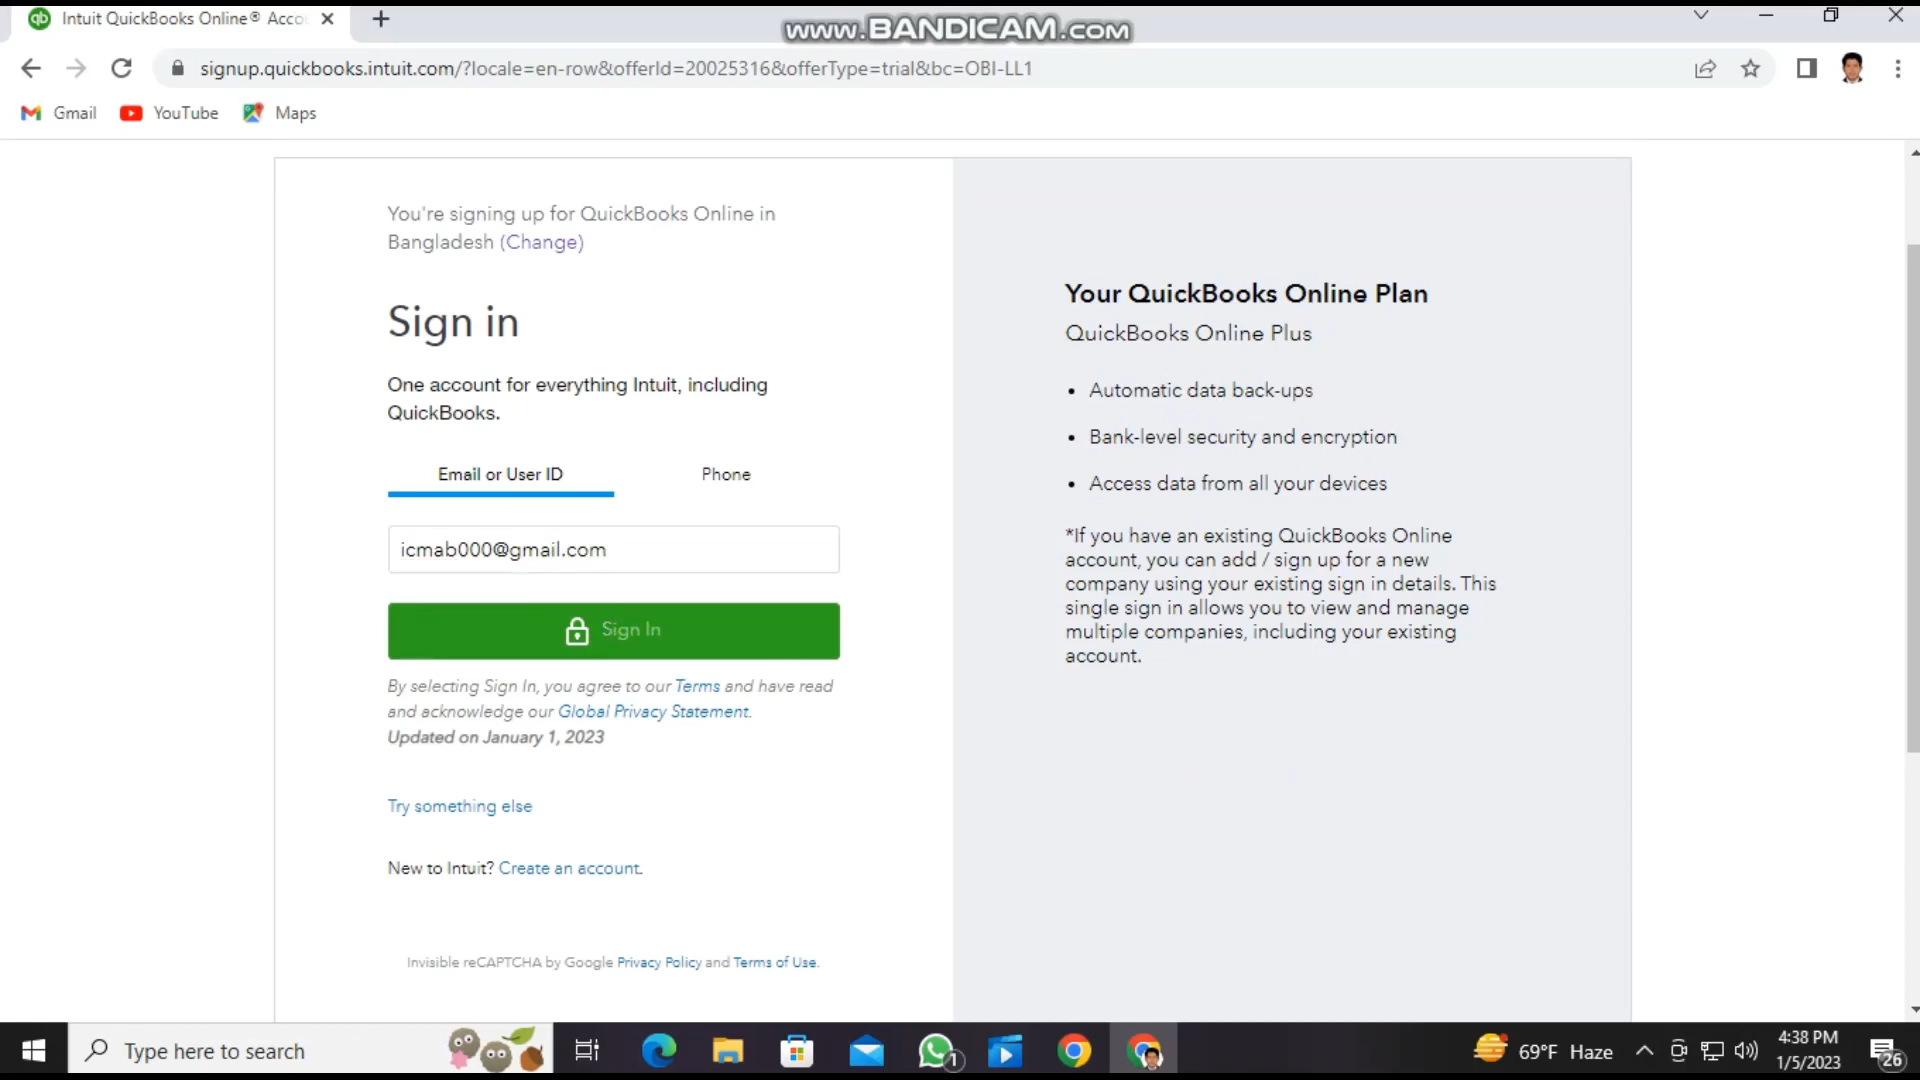 Intuit QuickBooks Online® Acco
www.BANDICAM.com
signup.quickbooks.intuit.com/?locale=en-row&offerId=20025316&offerType=trial&bc=OBI-LL1
Gmail YouTube Maps
You're signing up for QuickBooks Online in
Bangladesh (Change)
Sign in
One account for everything Intuit, including
QuickBooks.
Email or User ID Phone
icmab000@gmail.com
Sign In
By selecting Sign In, you agree to our Terms and have read
and acknowledge our Global Privacy Statement.
Updated on January 1, 2023
Try something else
New to Intuit? Create an account.
Invisible reCAPTCHA by Google Privacy Policy and Terms of Use.
Your QuickBooks Online Plan
QuickBooks Online Plus
• Automatic data back-ups
• Bank-level security and encryption
• Access data from all your devices
*If you have an existing QuickBooks Online
account, you can add / sign up for a new
company using your existing sign in details. This
single sign in allows you to view and manage
multiple companies, including your existing
account.
Type here to search
1
69°F Haze
4:38 PM
1/5/2023
26